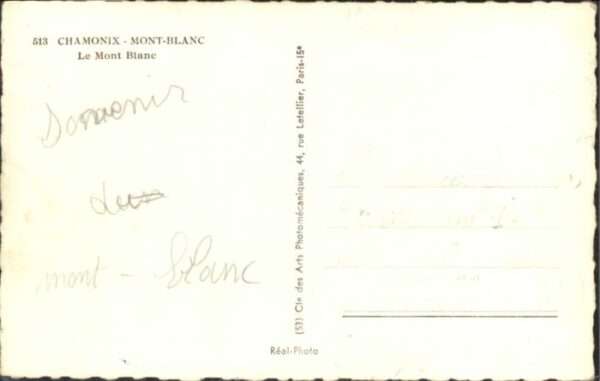 513 CHAMONIX - MONT-BLANC
Le Mont Blanc
Souvenir
du
mont - blanc
(53) Cie des Arts Photomécaniques, 44, rue Letellier, Paris-15e
Réal-Photo